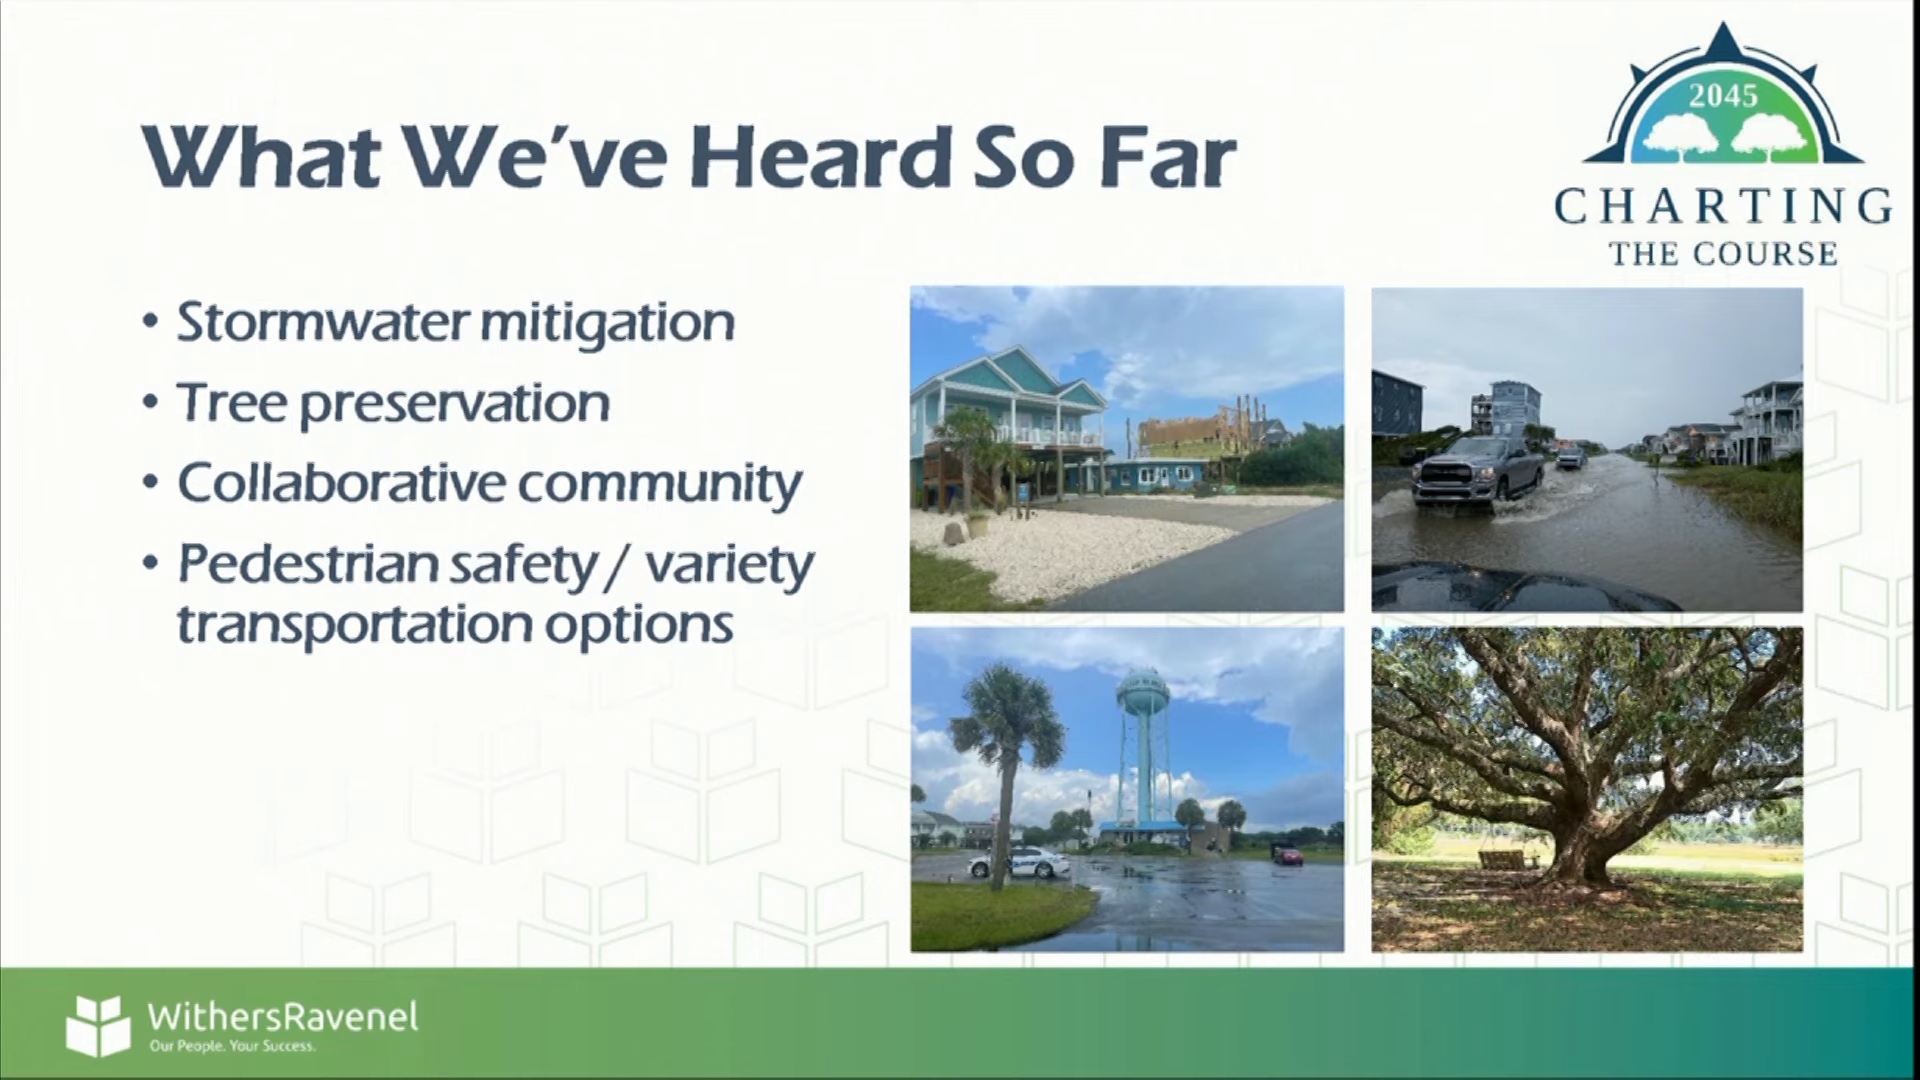 2045
CHARTING
THE COURSE
What We've Heard So Far
• Stormwater mitigation
• Tree preservation
• Collaborative community
• Pedestrian safety / variety
transportation options
WithersRavenel
Our People. Your Success.